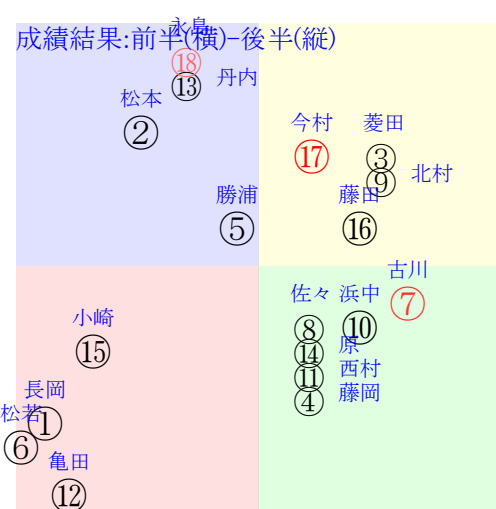 永島
成績結果:前半(横)-後半(縦)
⑱
丹内
⑬
松本
②
今村
菱田
⑰
③
北村
⑨
勝浦
藤田
⑤
⑯
古川
佐々
浜中
⑦
小崎
⑧
⑩
原
⑮
⑭
西村
⑪
長岡
藤岡
④
松若
①
⑥
亀田
⑫